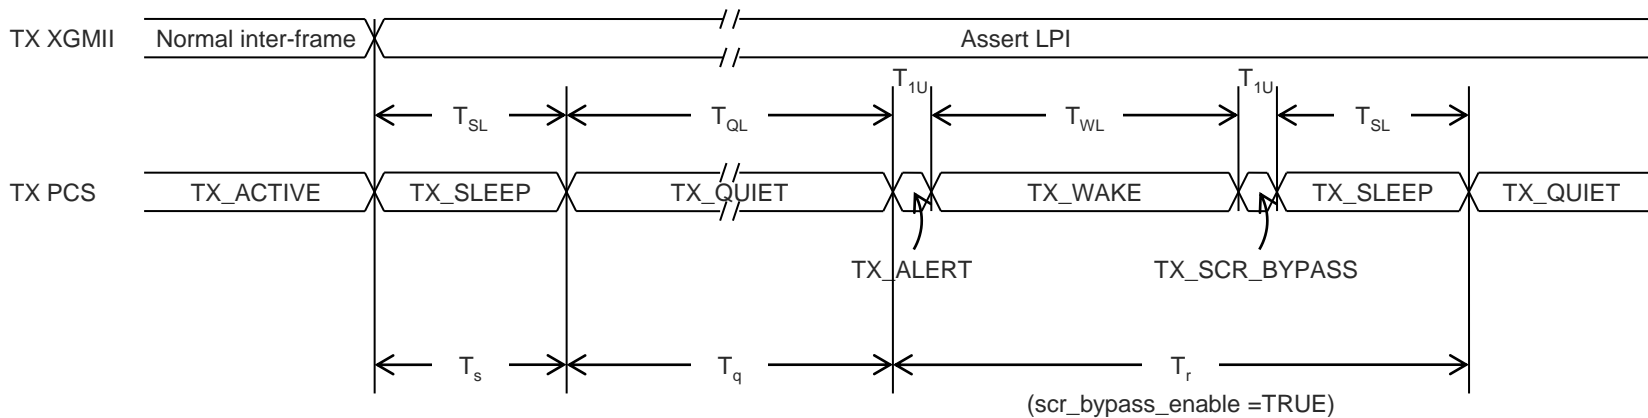 TX XGMII Normal inter-frame Assert LPI
T1U T1U
TSL TQL TWL TSL
TX PCS TX_ACTIVE TX_SLEEP TX_QUIET TX_WAKE TX_SLEEP TX_QUIET
TX_ALERT TX_SCR_BYPASS
Ts Tq Tr
(scr_bypass_enable =TRUE)